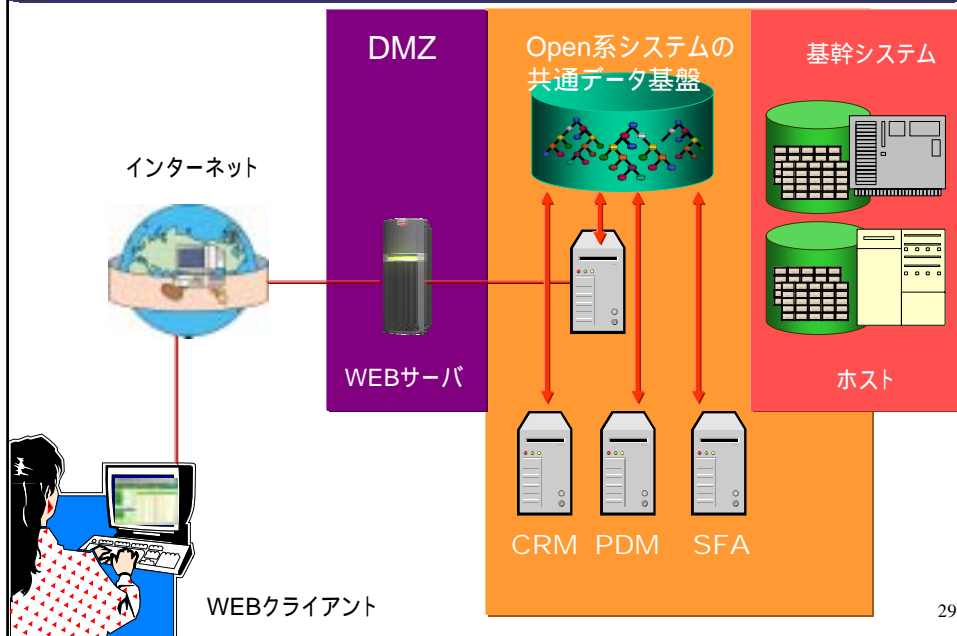 DMZ
Open系システムの
共通データ基盤
基幹システム
インターネット
WEBサーバ
ホスト
CRM PDM SFA
WEBクライアント
29